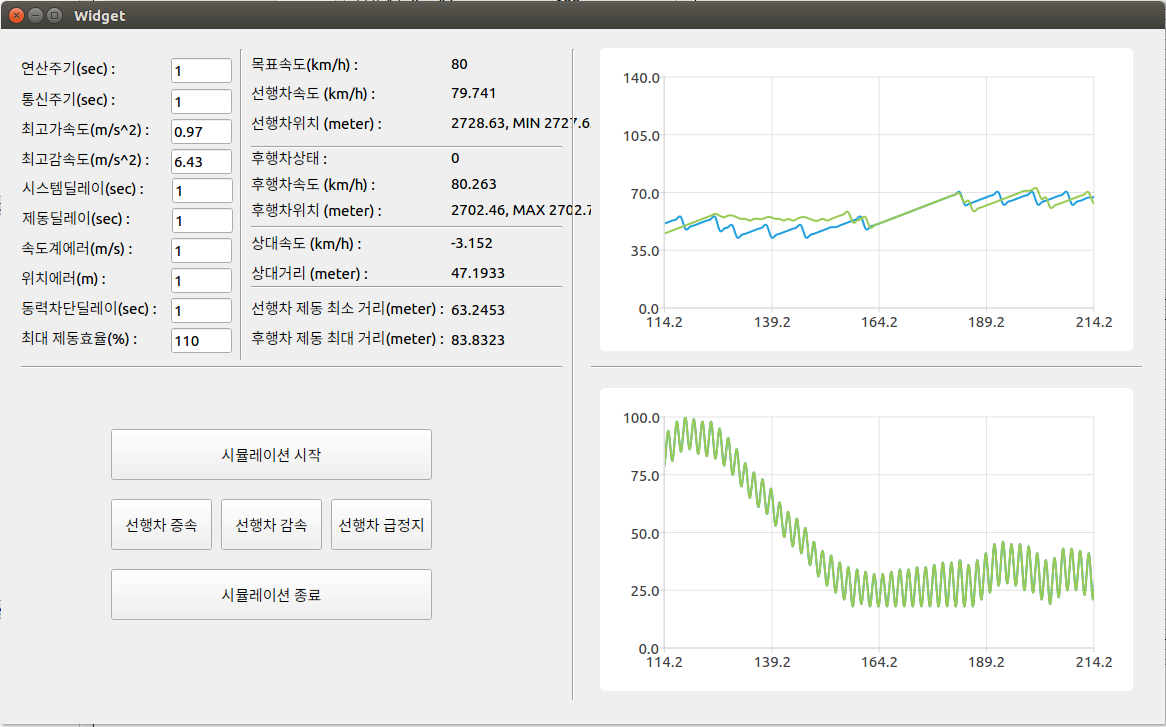 Widget
연산주기(sec) : 1
통신주기(sec) : 1
최고가속도(m/s^2) : 0.97
최고감속도(m/s^2) : 6.43
시스템딜레이(sec) : 1
제동딜레이(sec) : 1
속도계에러(m/s) : 1
위치에러(m) : 1
동력차단딜레이(sec) : 1
최대 제동효율(%) : 110
목표속도(km/h) : 80
선행차속도 (km/h) : 79.741
선행차위치 (meter) : 2728.63, MIN 2727.6
후행차상태 : 0
후행차속도 (km/h) : 80.263
후행차위치 (meter) : 2702.46, MAX 2702.7
상대속도 (km/h) : -3.152
상대거리 (meter) : 47.1933
선행차 제동 최소 거리(meter) : 63.2453
후행차 제동 최대 거리(meter) : 83.8323
시뮬레이션 시작
선행차 증속 선행차 감속 선행차 급정지
시뮬레이션 종료
140.0
105.0
70.0
35.0
0.0
114.2 139.2 164.2 189.2 214.2
100.0
75.0
50.0
25.0
0.0
114.2 139.2 164.2 189.2 214.2